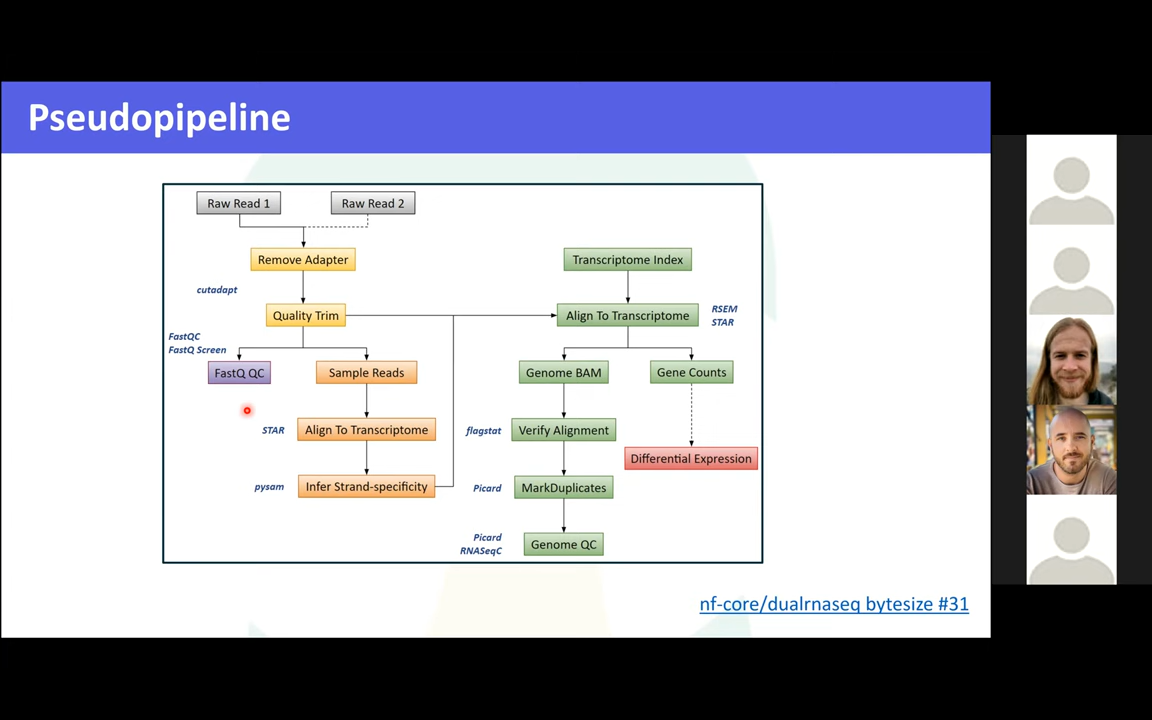 Pseudopipeline
Raw Read 1
Raw Read 2
Remove Adapter
Transcriptome Index
cutadapt
Quality Trim
Align To Transcriptome
RSEM
STAR
FastQC
FastQ Screen
FastQ QC
Sample Reads
Genome BAM
Gene Counts
STAR
Align To Transcriptome
flagstat
Verify Alignment
Differential Expression
pysam
Infer Strand-specificity
Picard
MarkDuplicates
Picard
RNASeqC
Genome QC
nf-core/dualrnaseq bytesize #31